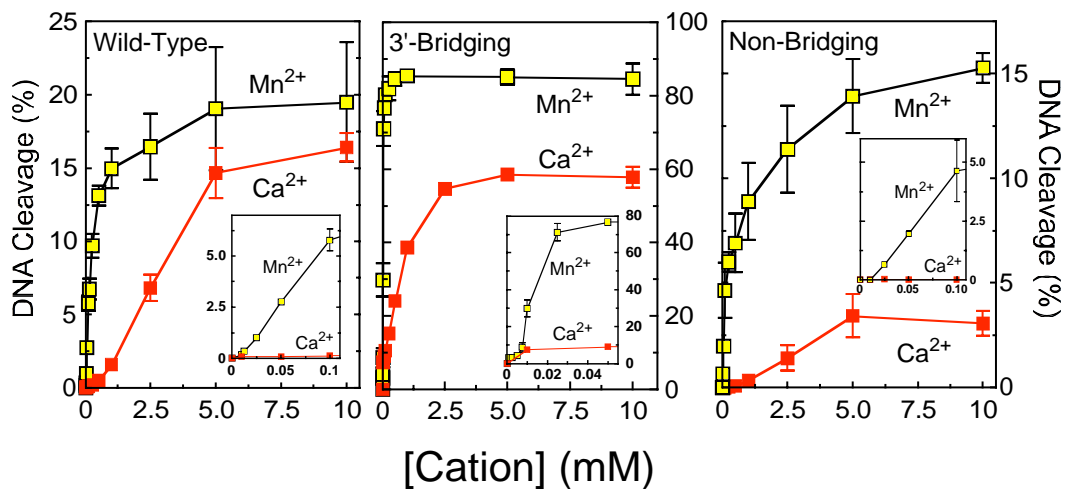 Wild-Type
3'-Bridging
Non-Bridging
DNA Cleavage (%)
DNA Cleavage (%)
25
20
15
10
5
0
Mn2+
Ca2+
5.0
2.5
0
Mn2+
Ca2+
0
0.05
0.1
0
2.5
5.0
7.5
10
100
80
60
40
20
0
Mn2+
Ca2+
80
60
40
20
0
Mn2+
Ca2+
0.02
0.04
0
2.5
5.0
7.5
10
15
10
5
0
Mn2+
Ca2+
5.0
2.5
0
Mn2+
Ca2+
0
0.05
0.10
0
2.5
5.0
7.5
10
[Cation] (mM)